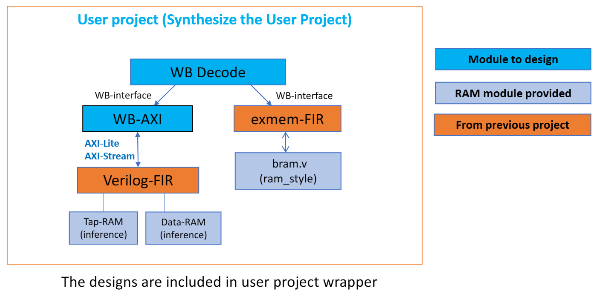 User project (Synthesize the User Project)
WB Decode
WB-interface
WB-interface
WB-AXI
exmem-FIR
AXI-Lite
AXI-Stream
bram.v
(ram_style)
Verilog-FIR
Tap-RAM
(inference)
Data-RAM
(inference)
Module to design
RAM module provided
From previous project
The designs are included in user project wrapper